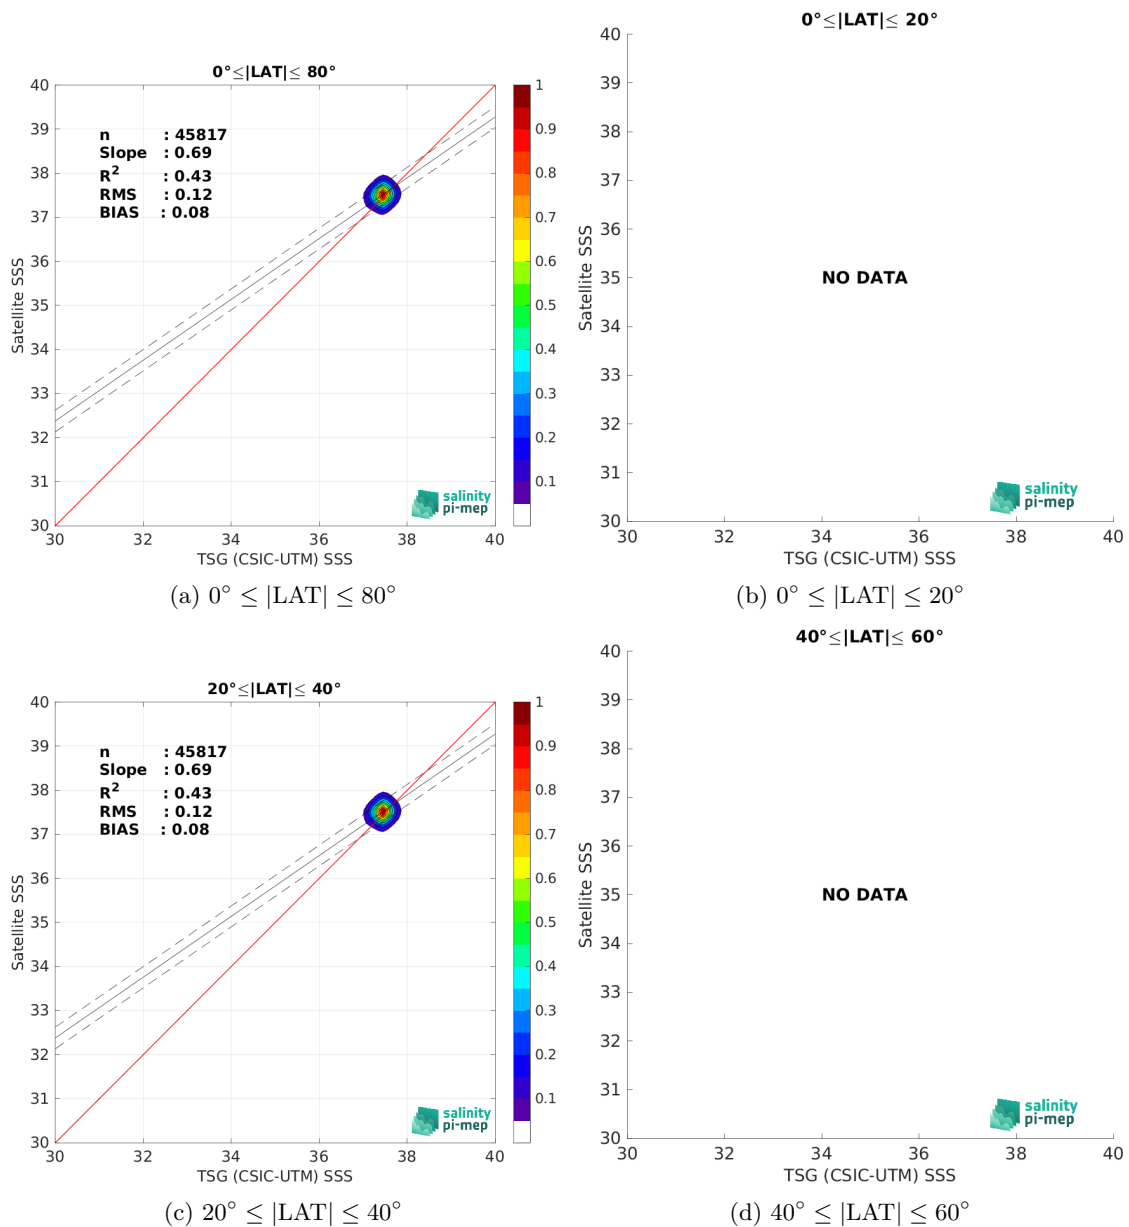 0°≤|LAT|≤ 80°
40
39
38
37
36
35
34
33
32
31
30
Satellite SSS
n : 45817
Slope : 0.69
R² : 0.43
RMS : 0.12
BIAS : 0.08
salinity
pi-mep
30 32 34 36 38 40
TSG (CSIC-UTM) SSS
1
0.9
0.8
0.7
0.6
0.5
0.4
0.3
0.2
0.1
(a) 0° ≤ |LAT| ≤ 80°
0°≤|LAT|≤ 20°
40
39
38
37
36
35
34
33
32
31
30
Satellite SSS
NO DATA
salinity
pi-mep
30 32 34 36 38 40
TSG (CSIC-UTM) SSS
(b) 0° ≤ |LAT| ≤ 20°
20°≤|LAT|≤ 40°
40
39
38
37
36
35
34
33
32
31
30
Satellite SSS
n : 45817
Slope : 0.69
R² : 0.43
RMS : 0.12
BIAS : 0.08
salinity
pi-mep
30 32 34 36 38 40
TSG (CSIC-UTM) SSS
1
0.9
0.8
0.7
0.6
0.5
0.4
0.3
0.2
0.1
(c) 20° ≤ |LAT| ≤ 40°
40°≤|LAT|≤ 60°
40
39
38
37
36
35
34
33
32
31
30
Satellite SSS
NO DATA
salinity
pi-mep
30 32 34 36 38 40
TSG (CSIC-UTM) SSS
(d) 40° ≤ |LAT| ≤ 60°